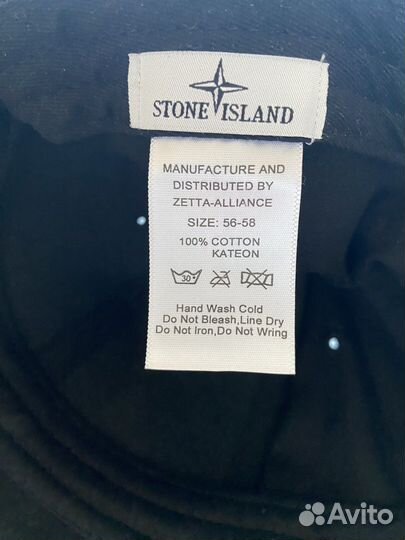 STONE ISLAND
MANUFACTURE AND
DISTRIBUTED BY
ZETTA-ALLIANCE
SIZE: 56-58
100% COTTON
KATEON
30
Hand Wash Cold
Do Not Bleash,Line Dry
Do Not Iron,Do Not Wring
Avito